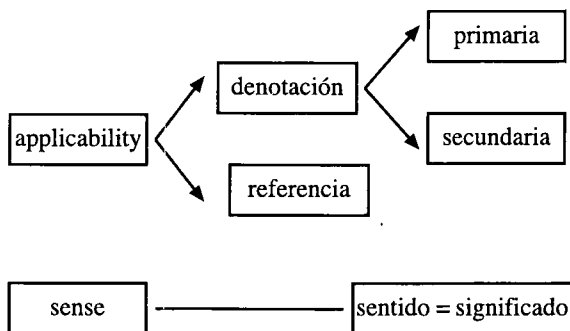 primaria
denotación
applicability
secundaria
referencia
sense
sentido = significado